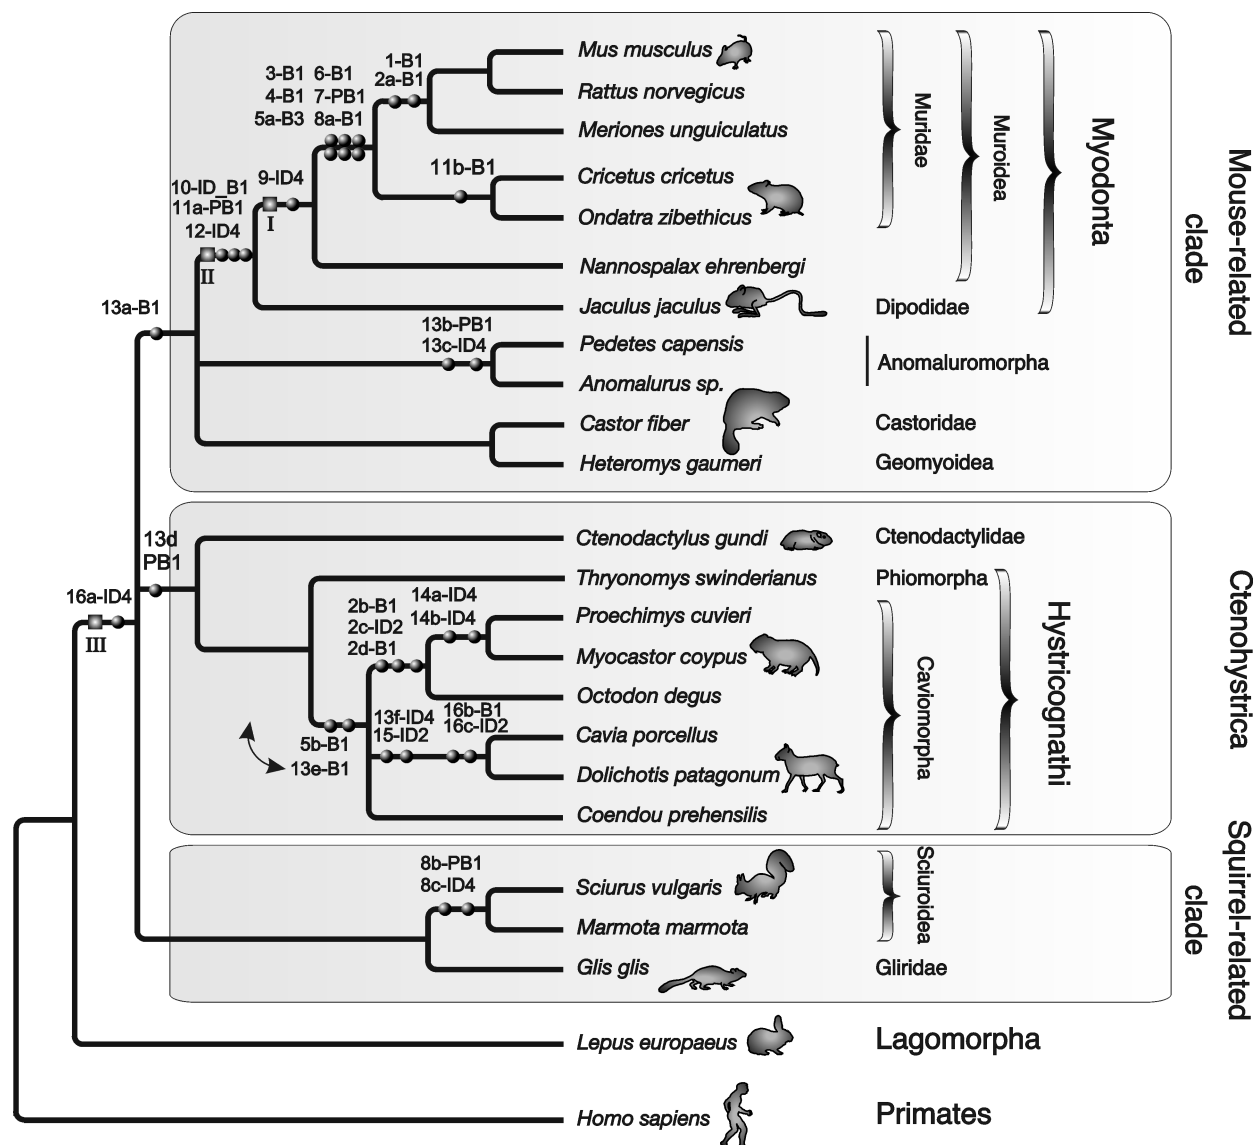 Mus musculus
Rattus norvegicus
Meriones unguiculatus
Cricetus cricetus
Ondatra zibethicus
Nannospalax ehrenbergi
Jaculus jaculus
Pedetes capensis
Anomalurus sp.
Castor fiber
Heteromys gaumeri
1-B1
2a-B1
3-B1 6-B1
4-B1 7-PB1
5a-B3 8a-B1
11b-B1
9-ID4
I
10-ID_B1
11a-PB1
12-ID4
II
13a-B1
13b-PB1
13c-ID4
Muridae
Muroidea
Myodonta
Dipodidae
Anomaluromorpha
Castoridae
Geomyoidea
Mouse-related
clade
Ctenodactylus gundi
Thryonomys swinderianus
Proechimys cuvieri
Myocastor coypus
Octodon degus
Cavia porcellus
Dolichotis patagonum
Coendou prehensilis
13d
PB1
16a-ID4
III
14a-ID4
14b-ID4
2b-B1
2c-ID2
2d-B1
16b-B1
16c-ID2
13f-ID4
15-ID2
5b-B1
13e-B1
Ctenodactylidae
Phiomorpha
Caviomorpha
Hystricognathi
Ctenohystrica
8b-PB1
8c-ID4
Sciurus vulgaris
Marmota marmota
Glis glis
Sciuroidea
Gliridae
Squirrel-related
clade
Lepus europaeus
Lagomorpha
Homo sapiens
Primates